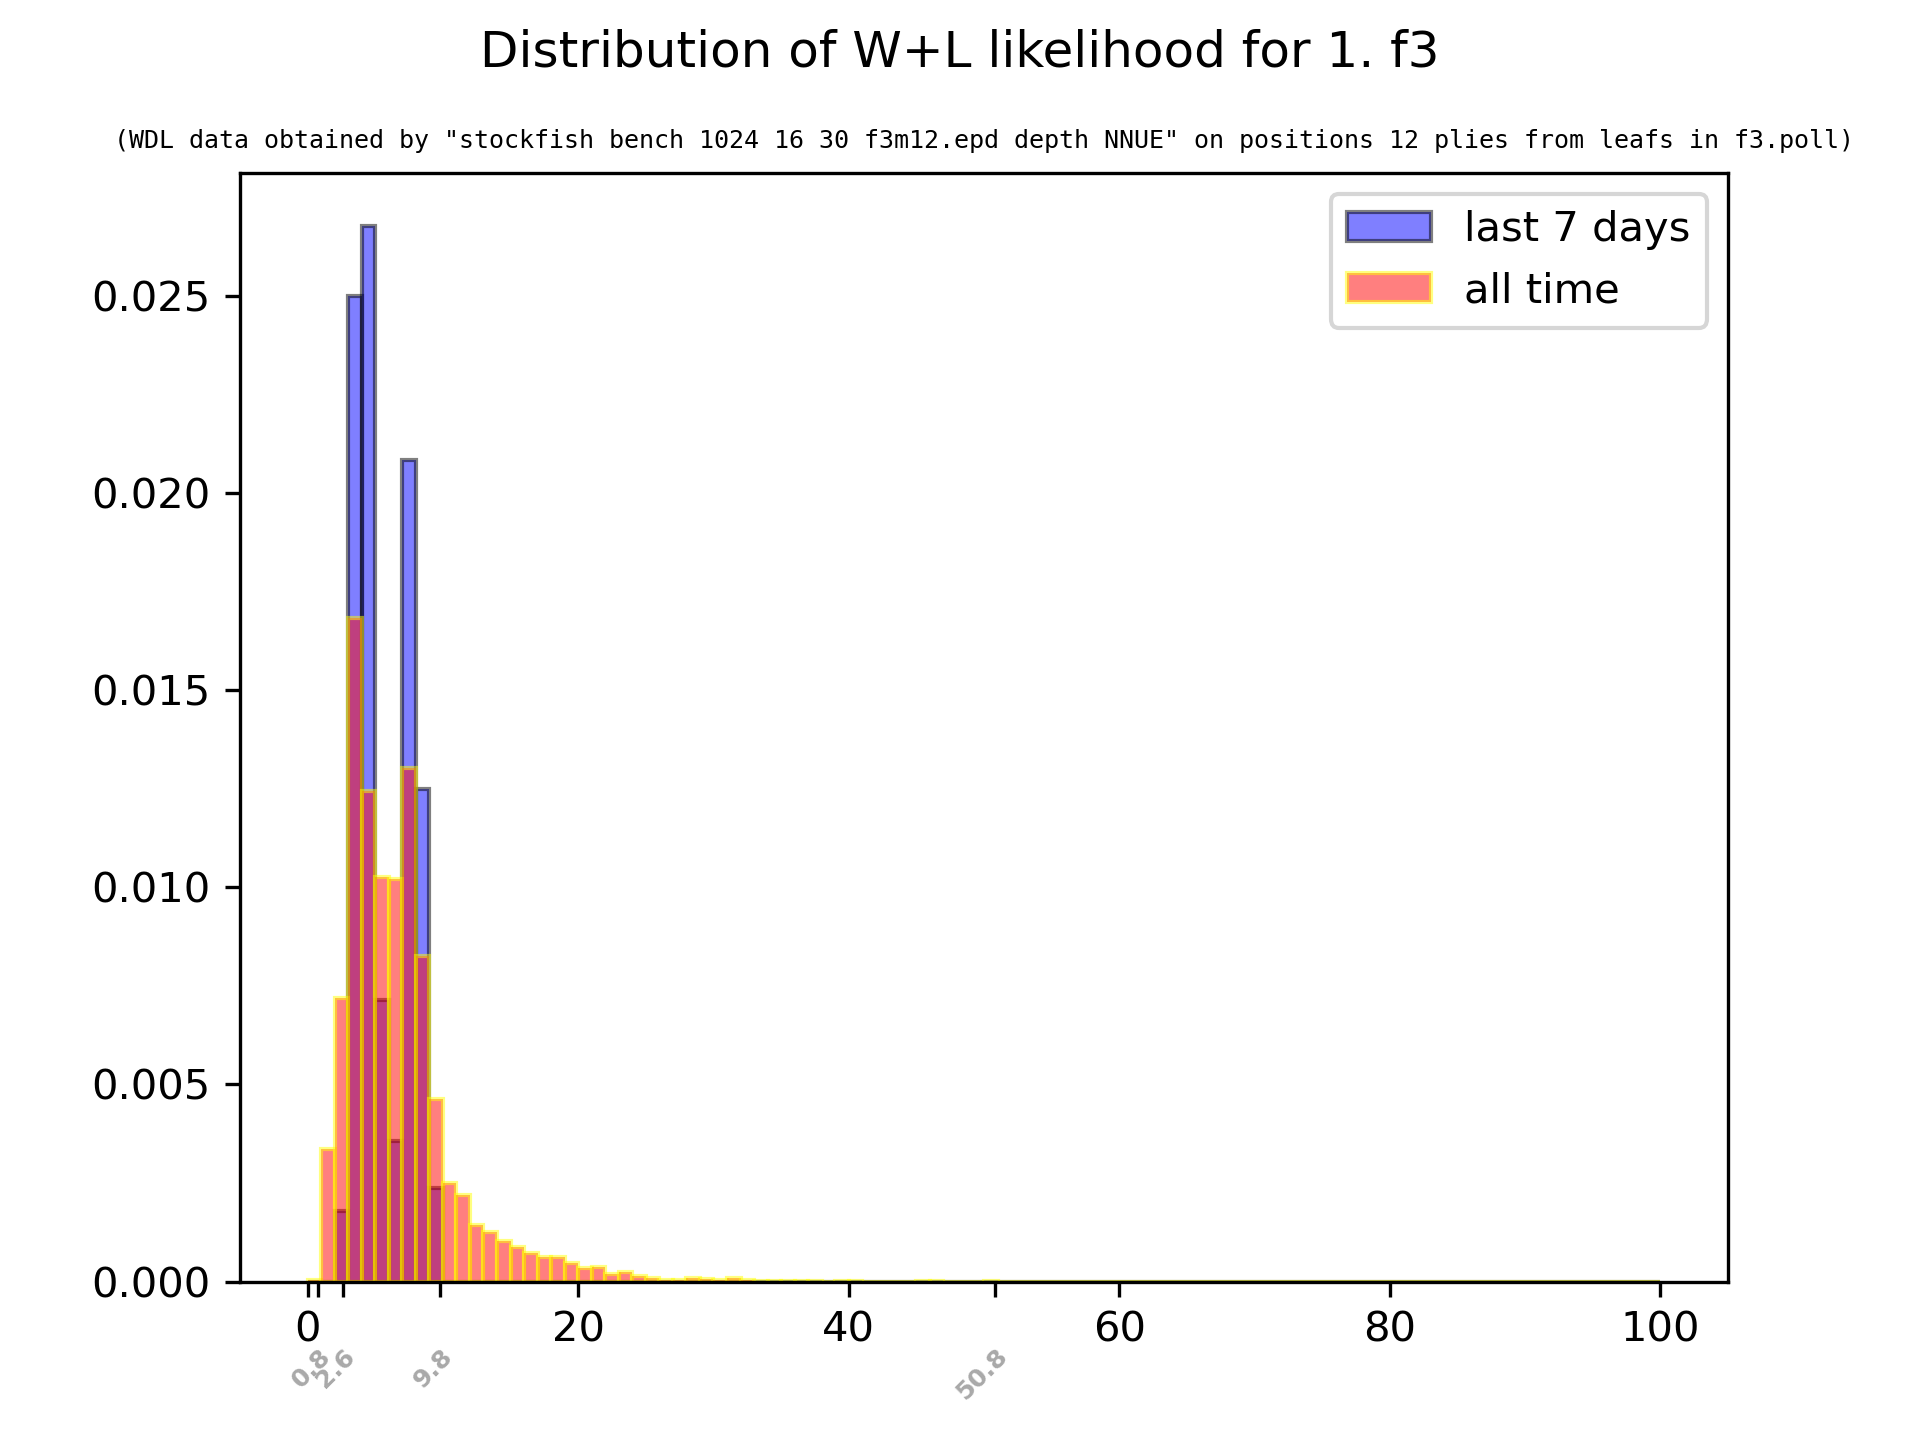 Distribution of W+L likelihood for 1. f3
(WDL data obtained by "stockfish bench 1024 16 30 f3m12.epd depth NNUE" on positions 12 plies from leafs in f3.poll)
last 7 days
all time
0.025
0.020
0.015
0.010
0.005
0.000
0 20 40 60 80 100
0.8 2.6 9.8 50.8